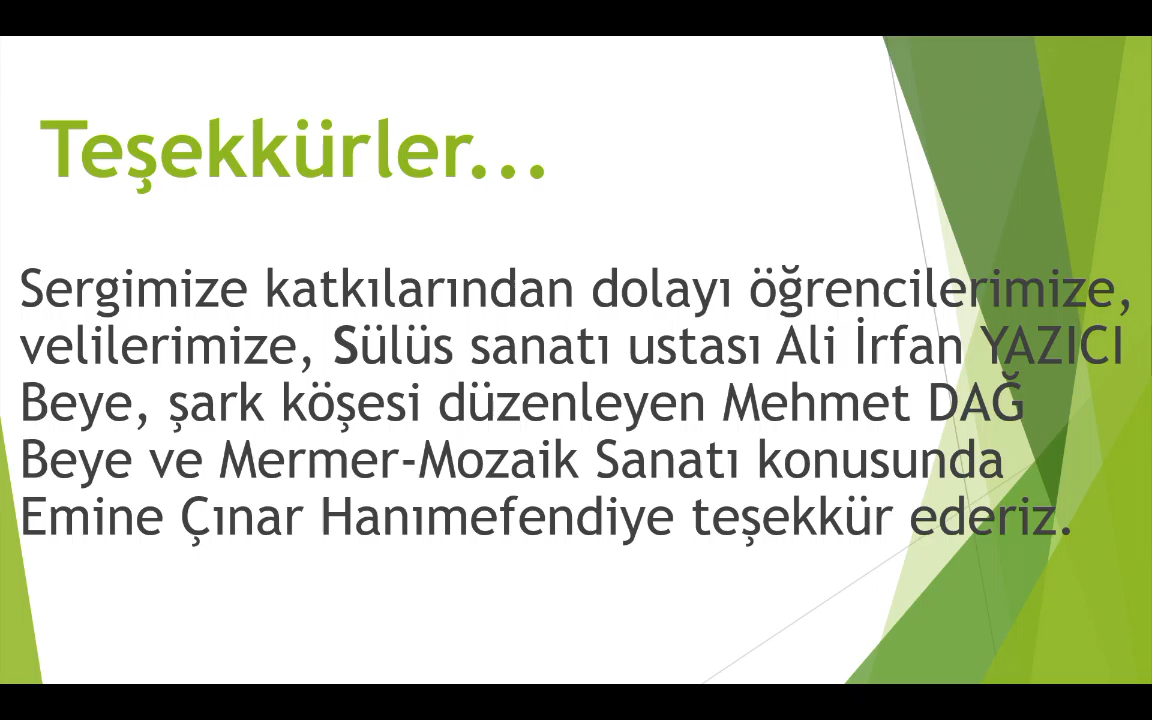 Teşekkürler...
Sergimize katkılarından dolayı öğrencilerimize,
velilerimize, Sülüs sanatı ustası Ali İrfan YAZICI
Beye, şark köşesi düzenleyen Mehmet DAĞ
Beye ve Mermer-Mozaik Sanatı konusunda
Emine Çınar Hanımefendiye teşekkür ederiz.